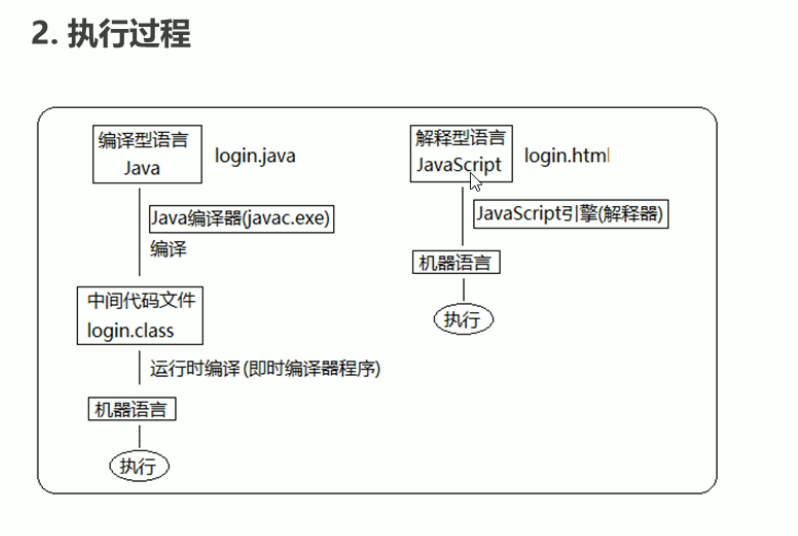 2. 执行过程
编译型语言
Java
login.java
Java编译器(javac.exe)
编译
中间代码文件
login.class
运行时编译(即时编译器程序)
机器语言
执行
解释型语言
JavaScript
login.html
JavaScript引擎(解释器)
机器语言
执行